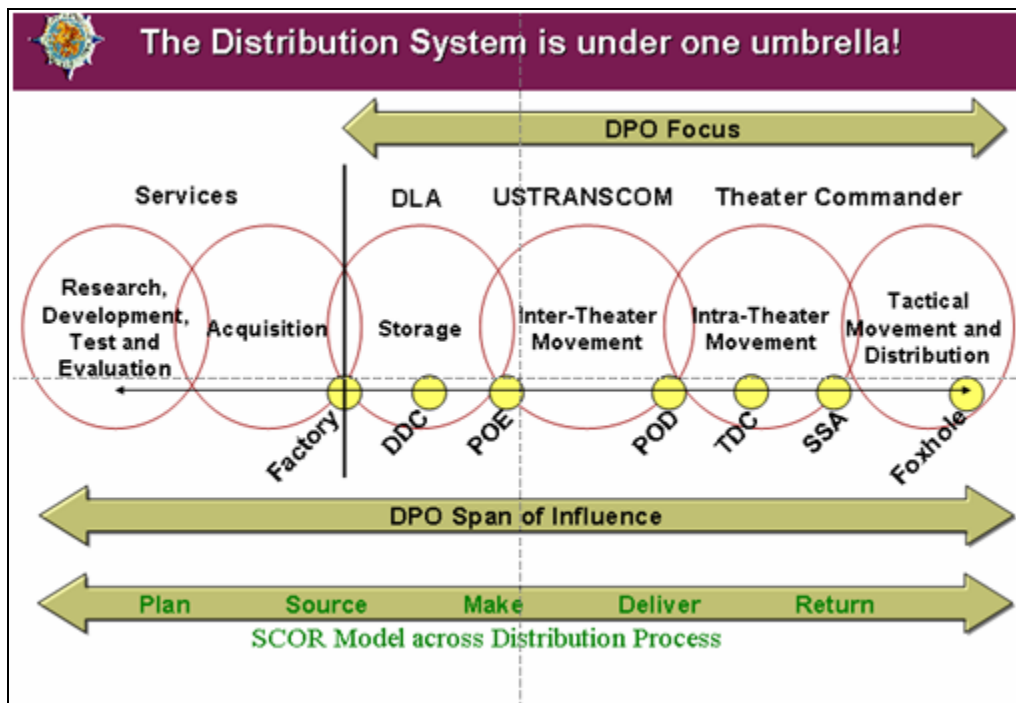 The Distribution System is under one umbrella!
DPO Focus
Services
DLA
USTRANSCOM
Theater Commander
Research,
Development,
Test and
Evaluation
Acquisition
Storage
Inter-Theater
Movement
Intra-Theater
Movement
Tactical
Movement and
Distribution
Factory
DDC
POE
POD
TDC
SSA
Foxhole
DPO Span of Influence
Plan Source Make Deliver Return
SCOR Model across Distribution Process